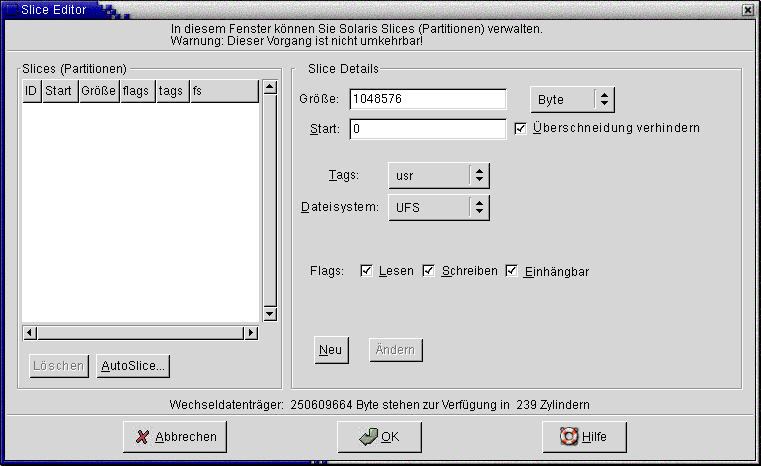 Slice Editor
In diesem Fenster können Sie Solaris Slices (Partitionen) verwalten.
Warnung: Dieser Vorgang ist nicht umkehrbar!
Slices (Partitionen)
ID Start Größe flags tags fs
Löschen AutoSlice...
Slice Details
Größe: 1048576 Byte
Start: 0 Überschneidung verhindern
Tags: usr
Dateisystem: UFS
Flags: Lesen Schreiben Einhängbar
Neu Ändern
Wechseldatenträger: 250609664 Byte stehen zur Verfügung in 239 Zylindern
Abbrechen OK Hilfe